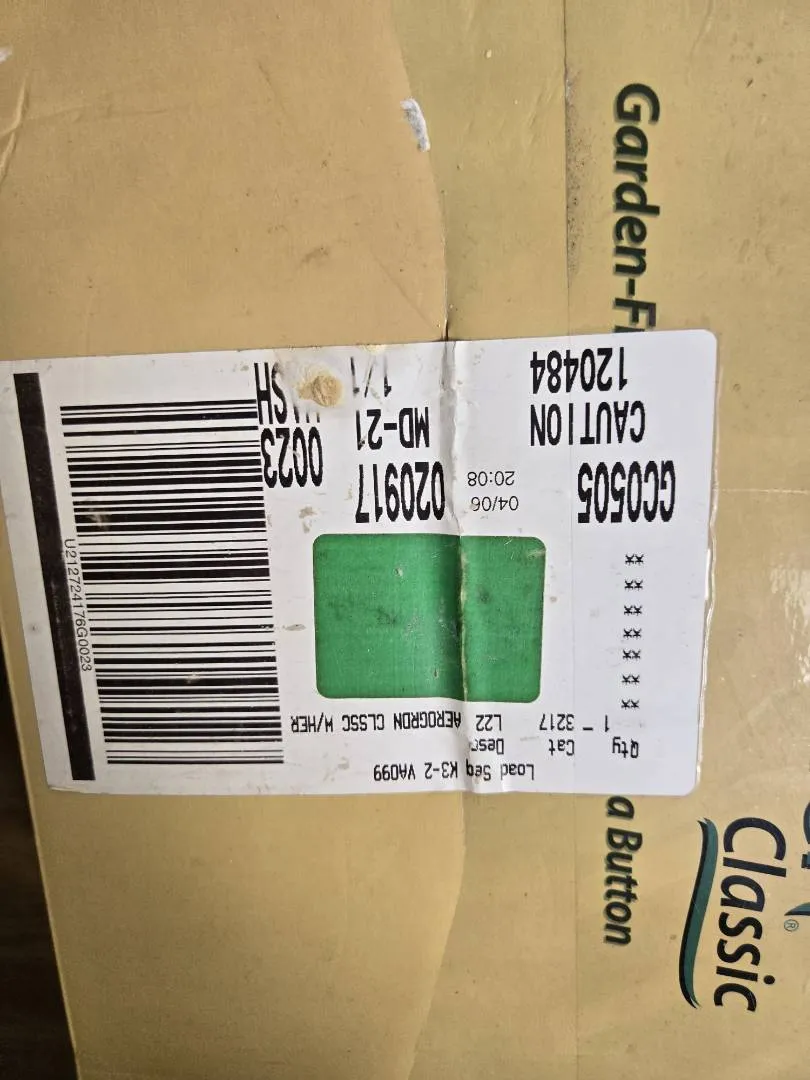 Garden-F
a Button
Classic
®
GC0505
CAUTION
120484
04/06
20:08
020917
MD-21
1/1
0023
** ** ** ** ** ** **
Load Seq K3-2 VA099
Qty Cat Desc
1 - 3217 L22 AEROGRDN CLSSC W/HER
U212724176G0023